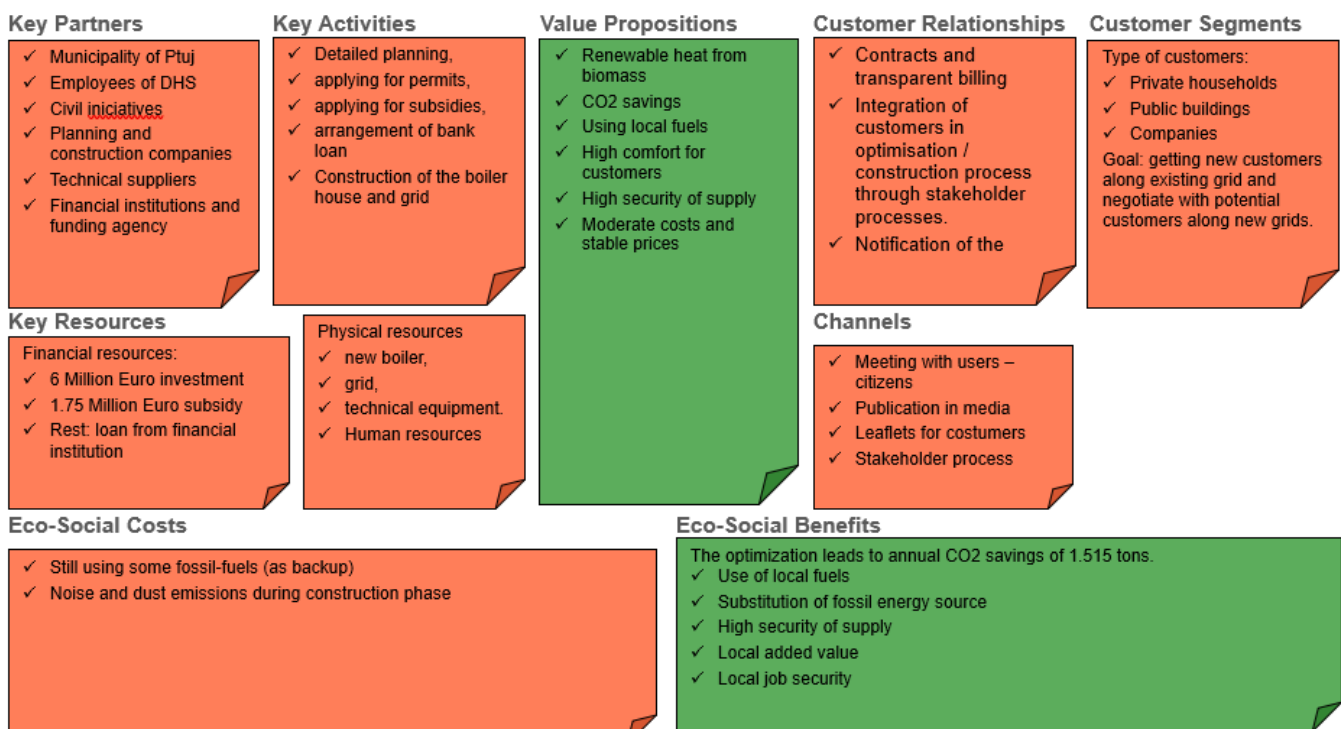 Key Partners
Municipality of Ptuj
Employees of DHS
Civil iniciatives
Planning and
construction companies
Technical suppliers
Financial institutions and
funding agency
Key Activities
Detailed planning,
applying for permits,
applying for subsidies,
arrangement of bank
loan
Construction of the boiler
house and grid
Value Propositions
Renewable heat from
biomass
CO2 savings
Using local fuels
High comfort for
customers
High security of supply
Moderate costs and
stable prices
Customer Relationships
Contracts and
transparent billing
Integration of
customers in
optimisation /
construction process
through stakeholder
processes.
Notification of the
Customer Segments
Type of customers:
Private households
Public buildings
Companies
Goal: getting new customers
along existing grid and
negotiate with potential
customers along new grids.
Key Resources
Financial resources:
6 Million Euro investment
1.75 Million Euro subsidy
Rest: loan from financial
institution
Physical resources
new boiler,
grid,
technical equipment.
Human resources
Channels
Meeting with users –
citizens
Publication in media
Leaflets for costumers
Stakeholder process
Eco-Social Costs
Still using some fossil-fuels (as backup)
Noise and dust emissions during construction phase
Eco-Social Benefits
The optimization leads to annual CO2 savings of 1.515 tons.
Use of local fuels
Substitution of fossil energy source
High security of supply
Local added value
Local job security